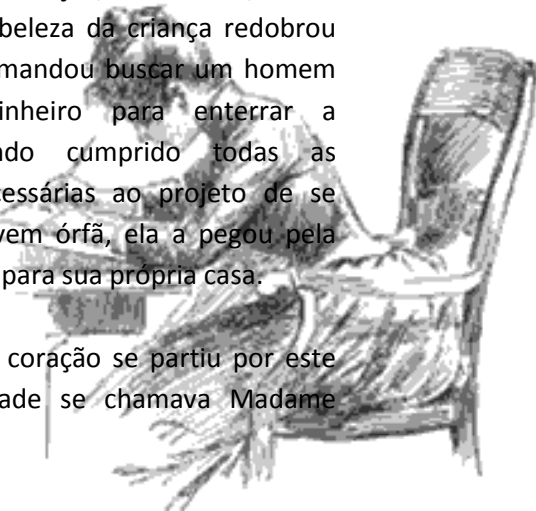 beleza da criança redobrou
mandou buscar um homem
inheiro para enterrar a
ndo cumprido todas as
cessárias ao projeto de se
vem órfã, ela a pegou pela
para sua própria casa.
coração se partiu por este
ade se chamava Madame